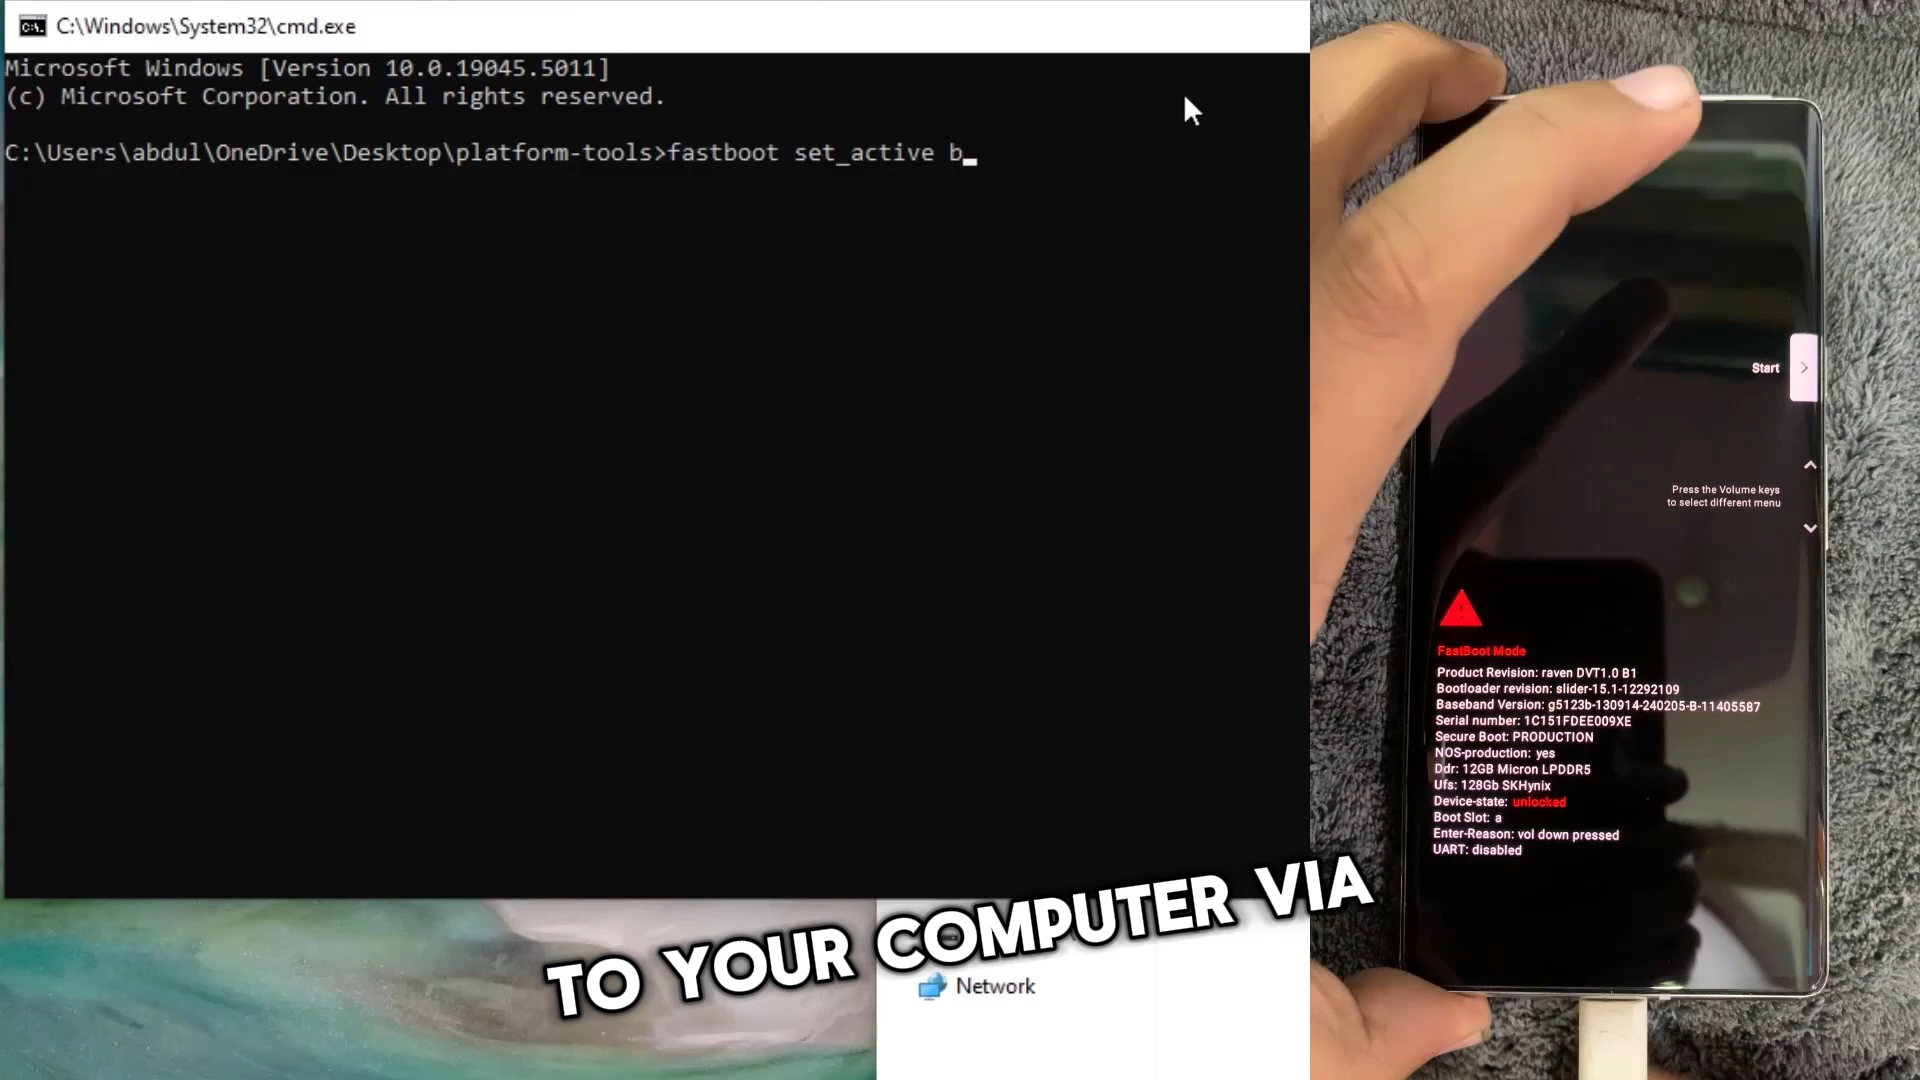 C:\Windows\System32\cmd.exe
Microsoft Windows [Version 10.0.19045.5011]
(c) Microsoft Corporation. All rights reserved.
C:\Users\abdul\OneDrive\Desktop\platform-tools>fastboot set_active b
Start
Press the Volume keys
to select different menu
FastBoot Mode
Product Revision: raven DVT1.0 B1
Bootloader revision: slider-15.1-12292109
Baseband Version: g5123b-130914-240205-B-11405587
Serial number: 1C151FDEE009XE
Secure Boot: PRODUCTION
NOS-production: yes
Ddr: 12GB Micron LPDDR5
Ufs: 128Gb SKHynix
Device-state: unlocked
Boot Slot: a
Enter-Reason: vol down pressed
UART: disabled
TO YOUR COMPUTER VIA
Network